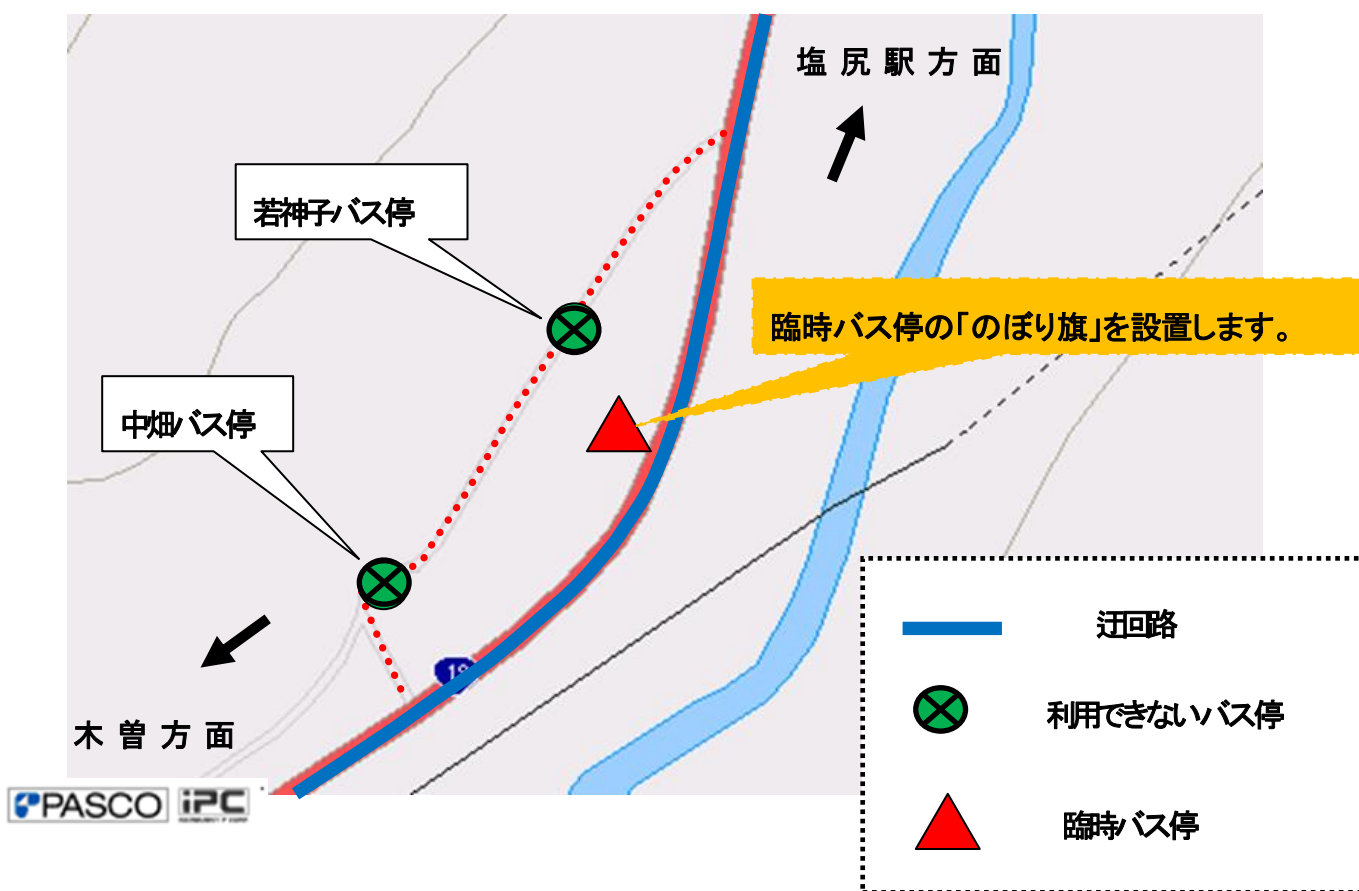 塩尻駅方面
若神子バス停
臨時バス停の「のぼり旗」を設置します。
中畑バス停
木曽方面
迂回路
利用できないバス停
臨時バス停
PASCO iPC